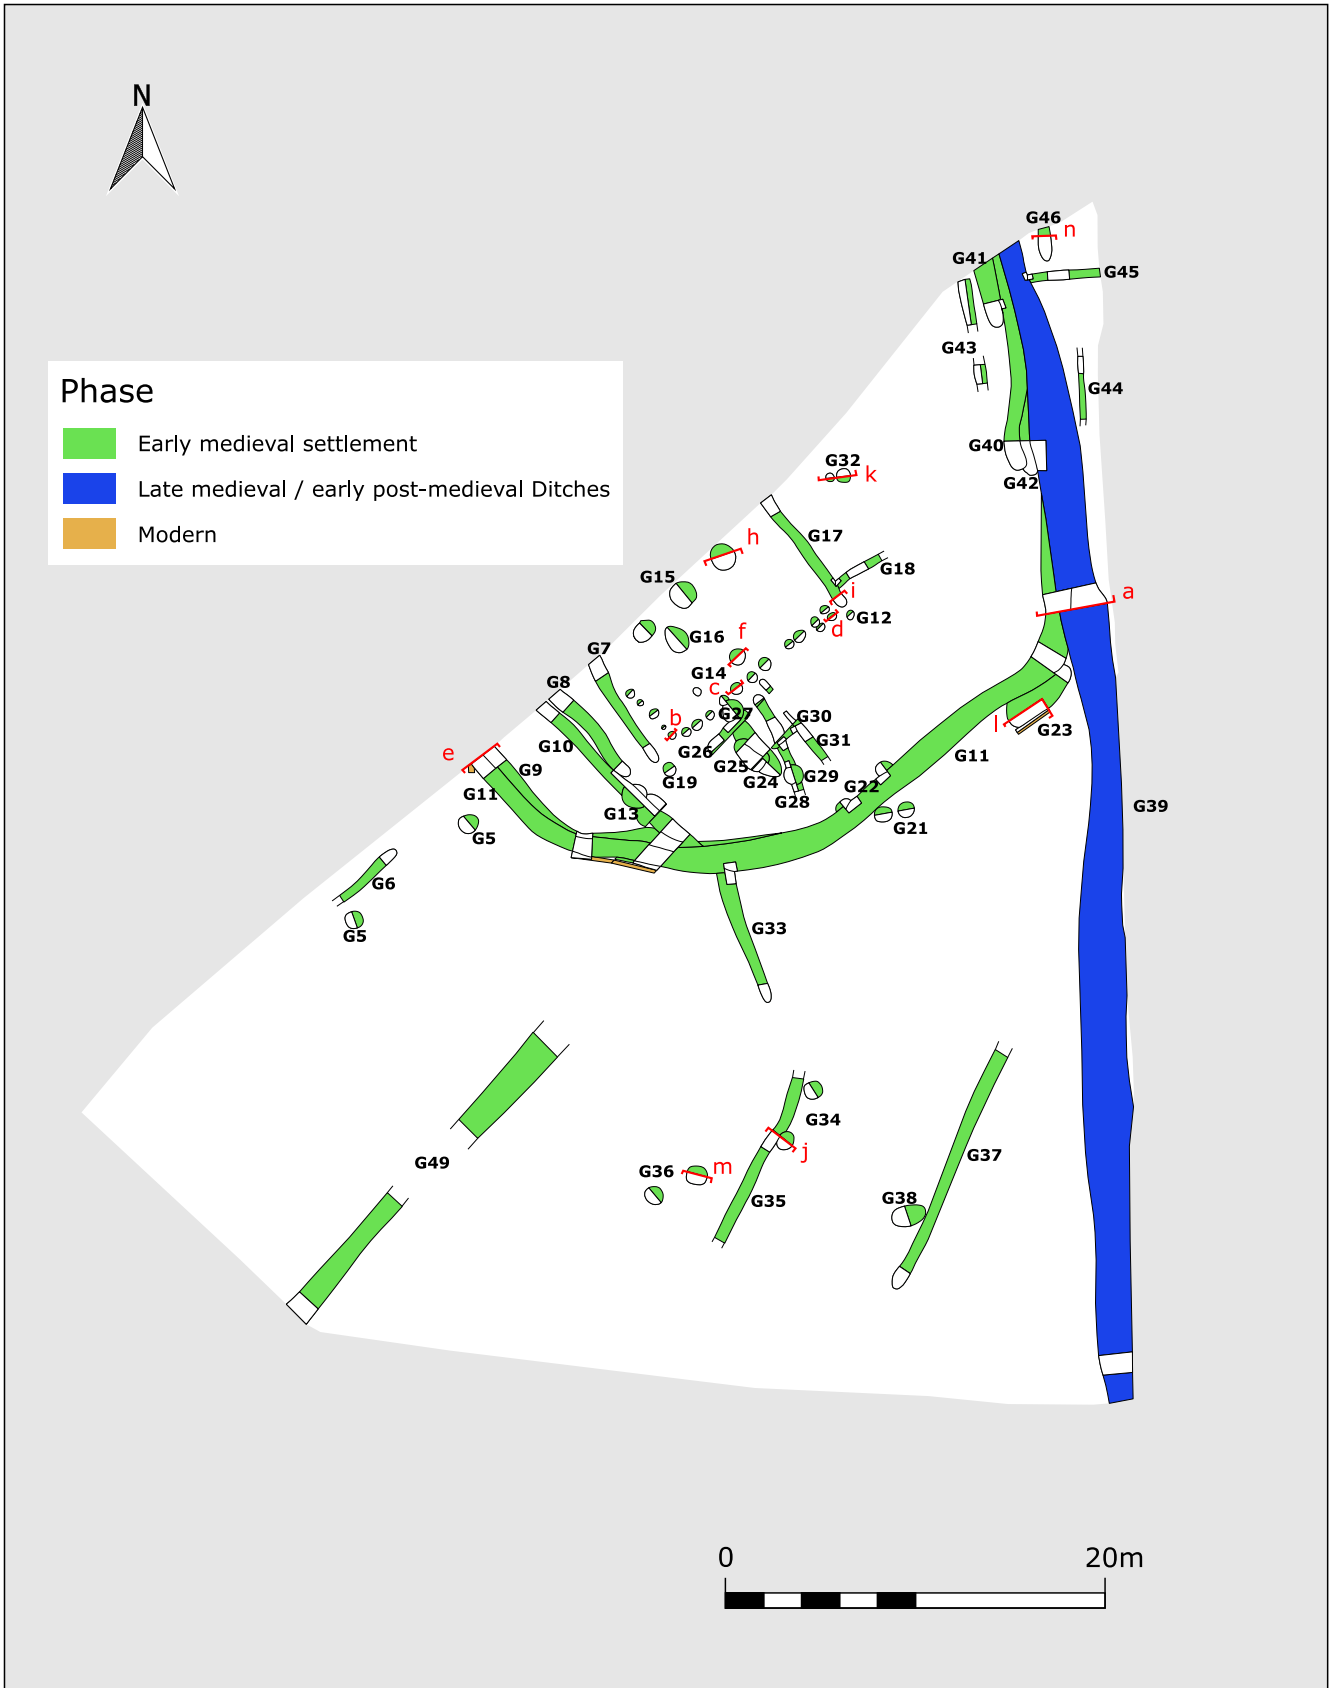 N
G46
n
G41
G45
G43
Phase
G44
Early medieval settlement
G40
G32
k
G42
Late medieval / early post-medieval Ditches
Modern
h
G17
G18
G15
i
a
G12
d
G16
f
G7
G14
c
G8
b
G27
G30
l
G23
G10
G26
G31
e
G9
G25
G11
G19
G24
G29
G11
G22
G28
G39
G13
G21
G5
G6
G33
G5
G34
j
G37
G49
G36
m
G35
G38
0
20m